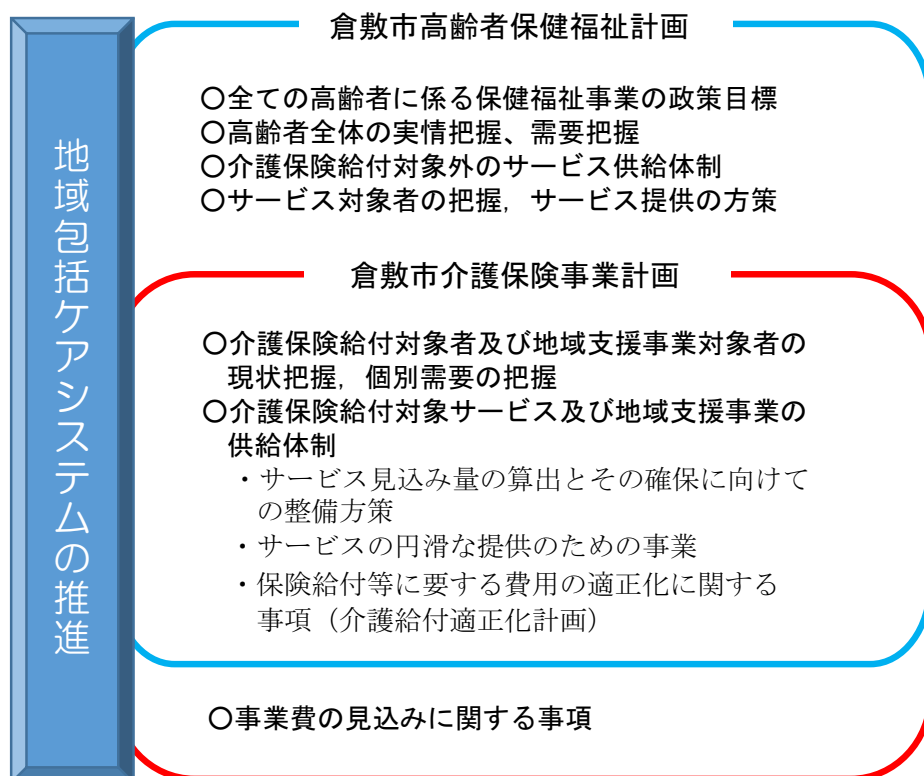 地域包括ケアシステムの推進
倉敷市高齢者保健福祉計画
〇全ての高齢者に係る保健福祉事業の政策目標
〇高齢者全体の実情把握、需要把握
〇介護保険給付対象外のサービス供給体制
〇サービス対象者の把握，サービス提供の方策
倉敷市介護保険事業計画
〇介護保険給付対象者及び地域支援事業対象者の
現状把握，個別需要の把握
〇介護保険給付対象サービス及び地域支援事業の
供給体制
・サービス見込み量の算出とその確保に向けて
の整備方策
・サービスの円滑な提供のための事業
・保険給付等に要する費用の適正化に関する
事項（介護給付適正化計画）
〇事業費の見込みに関する事項